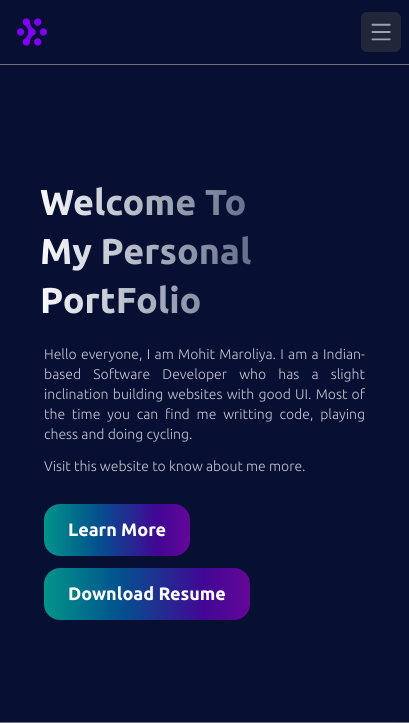 Welcome To
My Personal
PortFolio
Hello everyone, I am Mohit Maroliya. I am a Indian-
based Software Developer who has a slight
inclination building websites with good UI. Most of
the time you can find me writting code, playing
chess and doing cycling.
Visit this website to know about me more.
Learn More
Download Resume